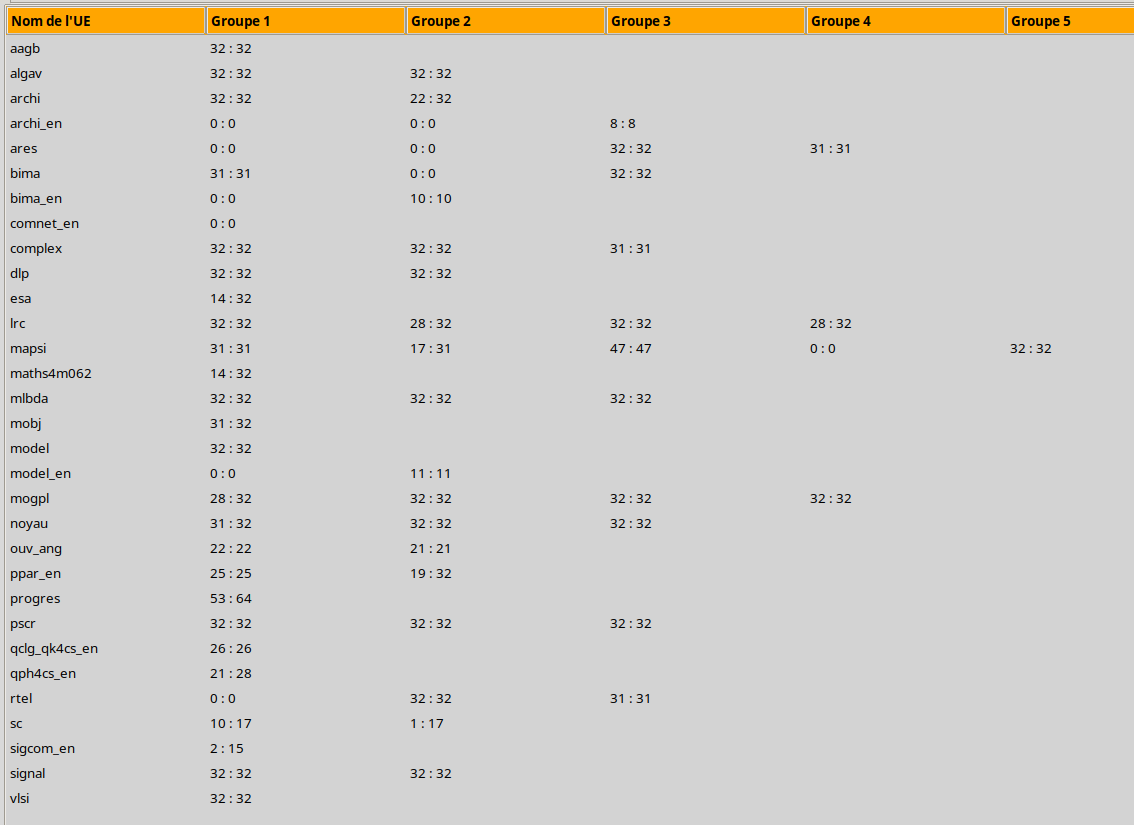 Nom de l'UE Groupe 1 Groupe 2 Groupe 3 Groupe 4 Groupe 5
aagb 32 : 32
algav 32 : 32 32 : 32
archi 32 : 32 22 : 32
archi_en 0 : 0 0 : 0 8 : 8
ares 0 : 0 0 : 0 32 : 32 31 : 31
bima 31 : 31 0 : 0 32 : 32
bima_en 0 : 0 10 : 10
comnet_en 0 : 0
complex 32 : 32 32 : 32 31 : 31
dlp 32 : 32 32 : 32
esa 14 : 32
lrc 32 : 32 28 : 32 32 : 32 28 : 32
mapsi 31 : 31 17 : 31 47 : 47 0 : 0 32 : 32
maths4m062 14 : 32
mlbda 32 : 32 32 : 32 32 : 32
mobj 31 : 32
model 32 : 32
model_en 0 : 0 11 : 11
mogpl 28 : 32 32 : 32 32 : 32 32 : 32
noyau 31 : 32 32 : 32 32 : 32
ouv_ang 22 : 22 21 : 21
ppar_en 25 : 25 19 : 32
progres 53 : 64
pscr 32 : 32 32 : 32 32 : 32
qclg_qk4cs_en 26 : 26
qph4cs_en 21 : 28
rtel 0 : 0 32 : 32 31 : 31
sc 10 : 17 1 : 17
sigcom_en 2 : 15
signal 32 : 32 32 : 32
vlsi 32 : 32